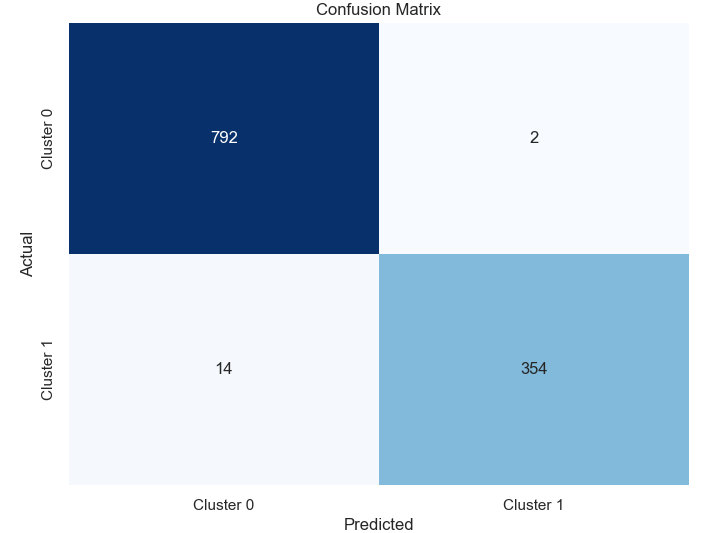 Confusion Matrix
Cluster 0
792
2
Actual
Cluster 1
14
354
Cluster 0
Cluster 1
Predicted